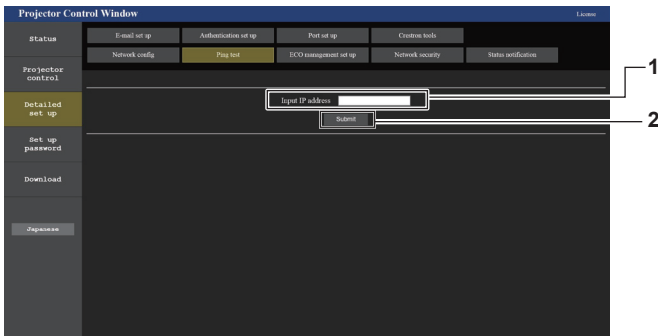 Projector Control Window
License
Status
E-mail set up
Authentication set up
Port set up
Crestron tools
Network config
Ping test
ECO management set up
Network security
Status notification
Projector
control
Detailed
set up
Set up
password
Download
Japanese
Input IP address
Submit
1
2